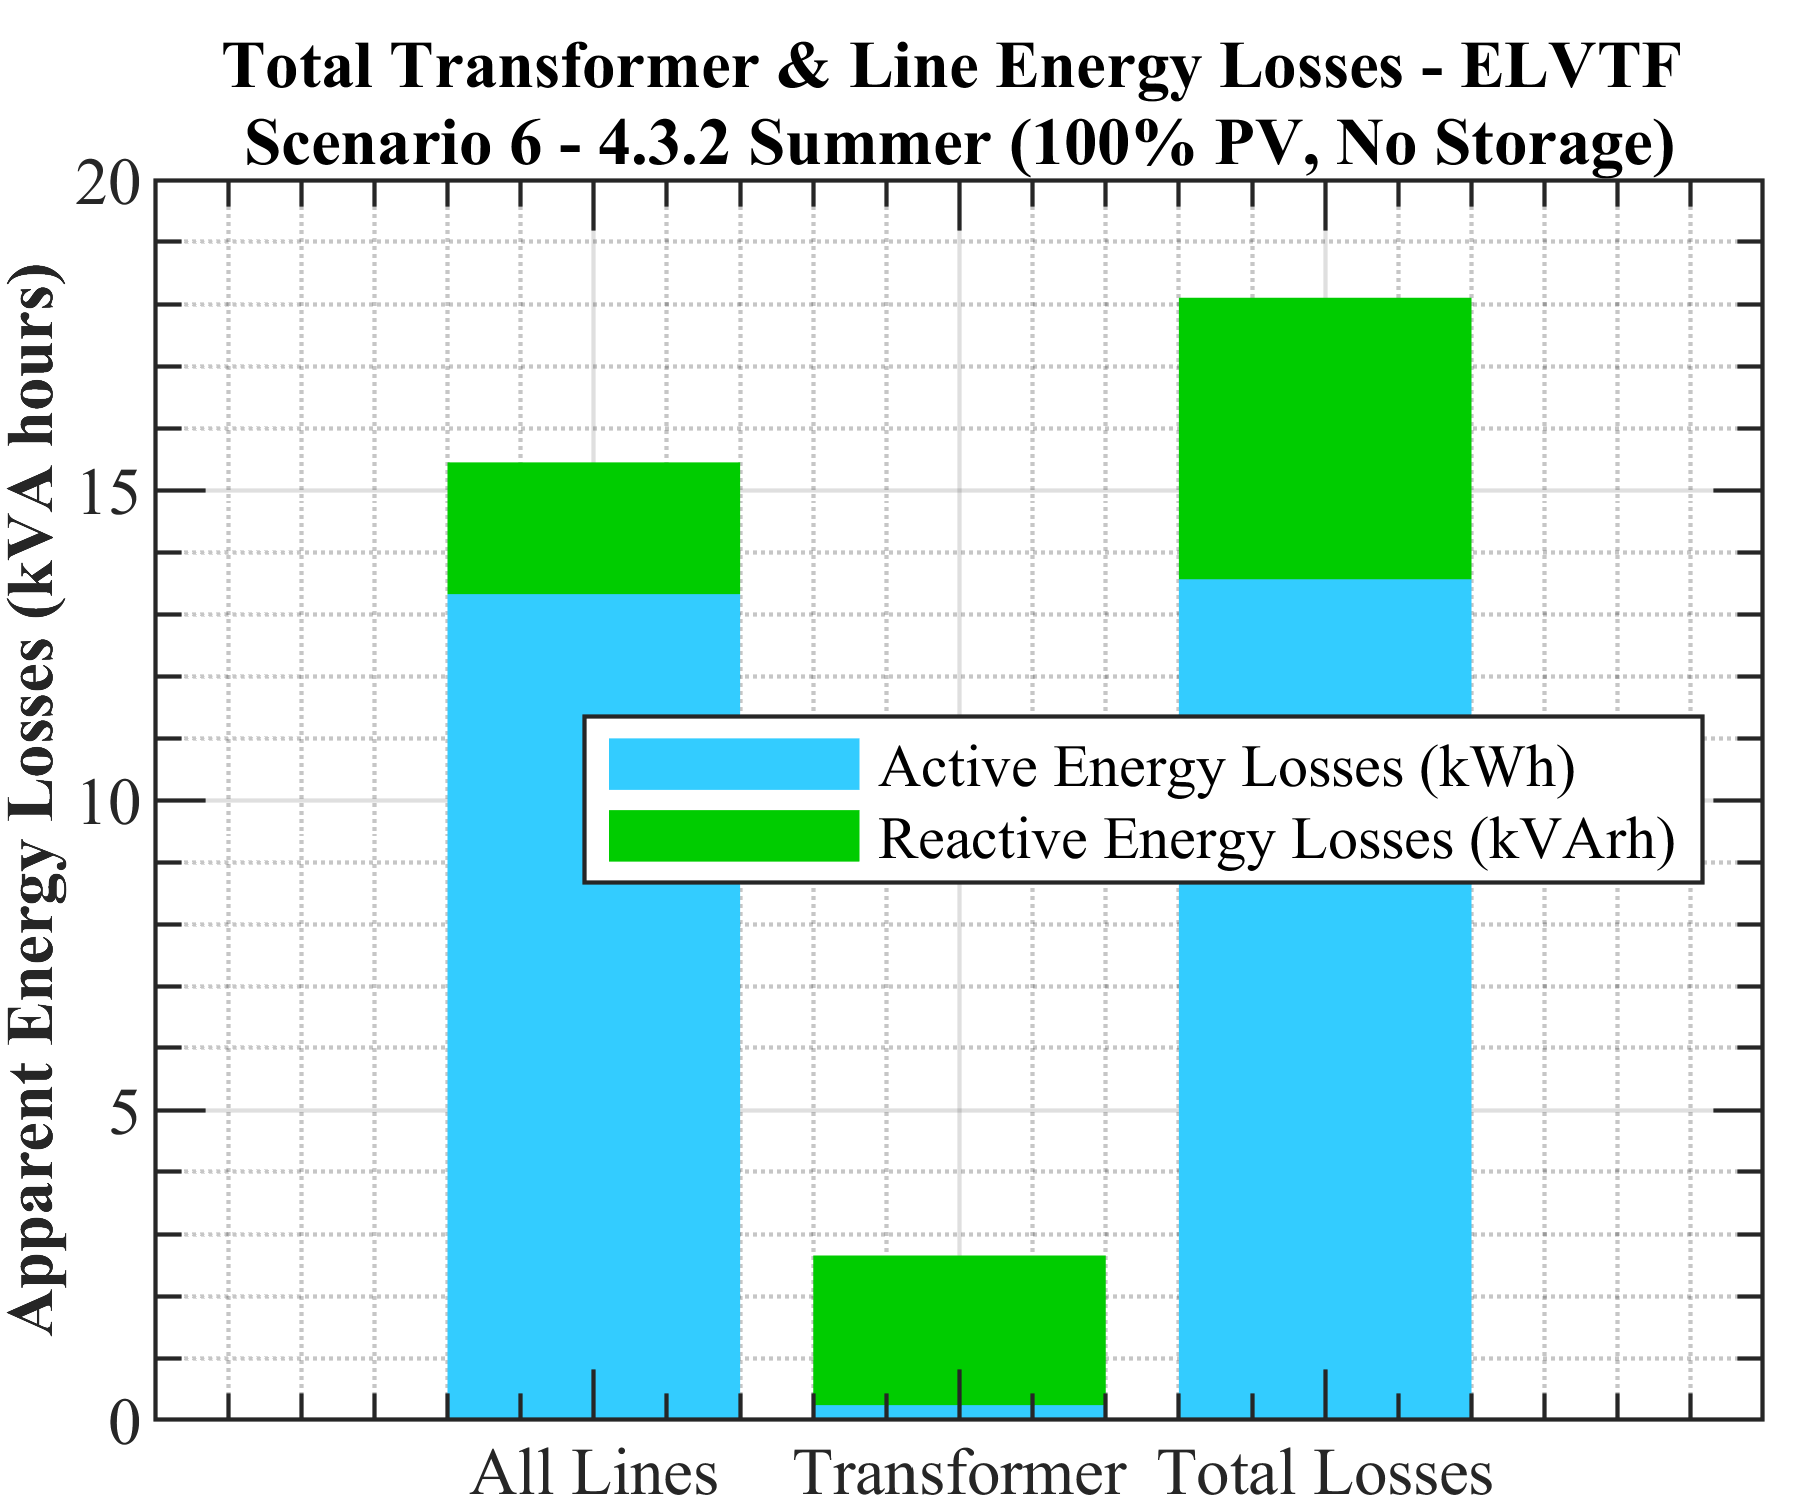 Total Transformer & Line Energy Losses - ELVTF
Scenario 6 - 4.3.2 Summer (100% PV, No Storage)
Apparent Energy Losses (kVA hours)
20
15
10
5
0
Active Energy Losses (kWh)
Reactive Energy Losses (kVArh)
All Lines
Transformer
Total Losses